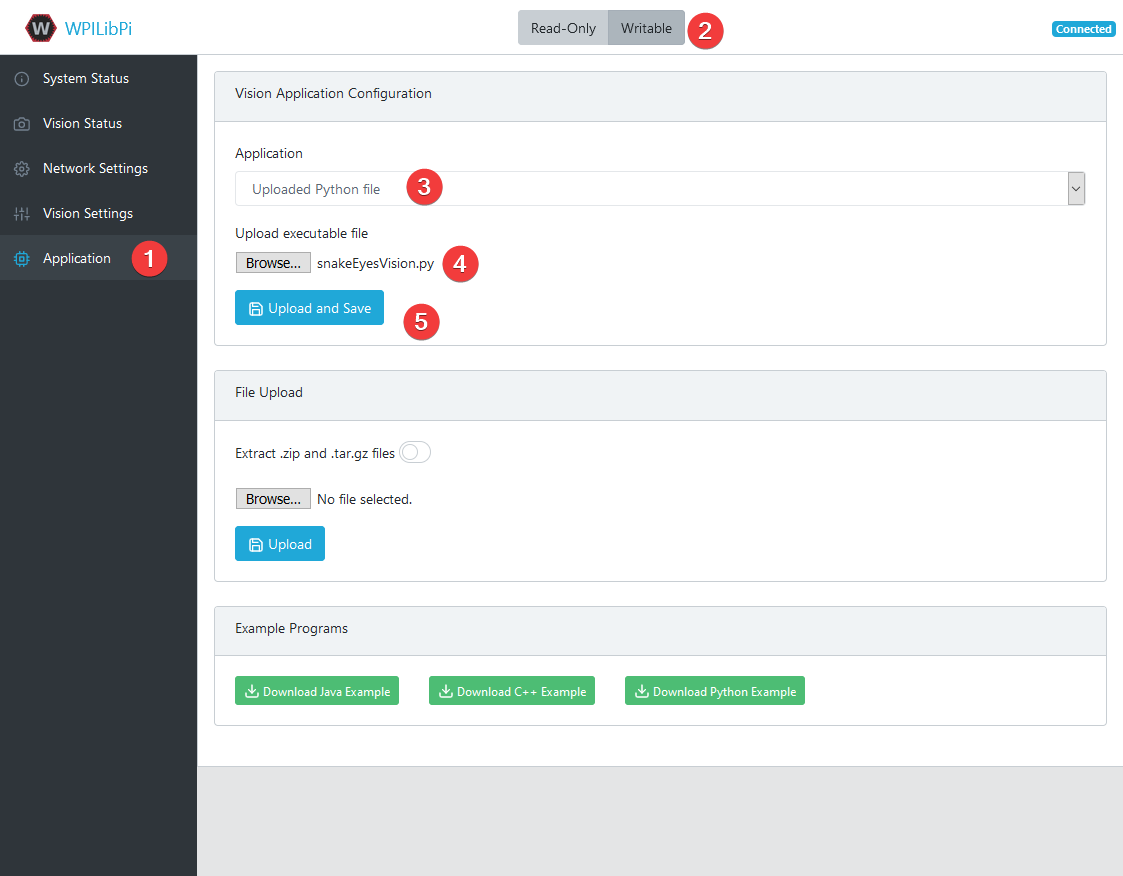 W WPILibPi
Read-Only Writable 2
Connected
System Status
Vision Status
Network Settings
Vision Settings
Application 1
Vision Application Configuration
Application
Uploaded Python file 3
Upload executable file
Browse... snakeEyesVision.py 4
Upload and Save 5
File Upload
Extract .zip and .tar.gz files
Browse... No file selected.
Upload
Example Programs
Download Java Example Download C++ Example Download Python Example